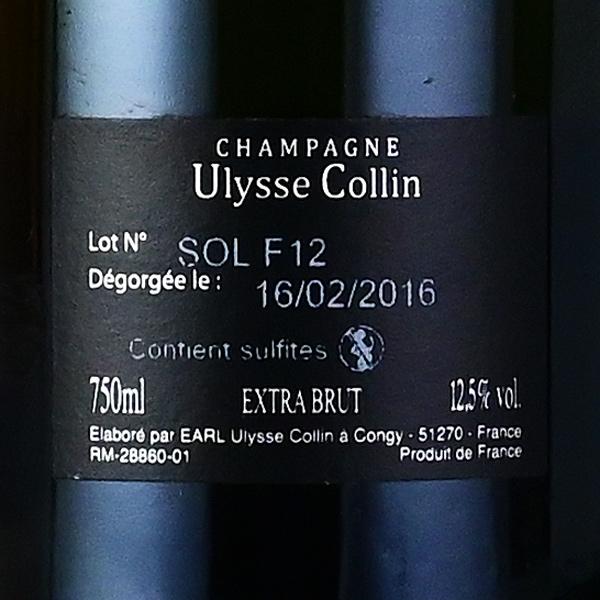 CHAMPAGNE
Ulysse Collin
Lot N° SOL F12
Dégorgée le : 16/02/2016
Contient sulfites
750ml EXTRA BRUT 12,5% vol.
Elaboré par EARL Ulysse Collin à Congy - 51270 - France
RM-28860-01 Produit de France